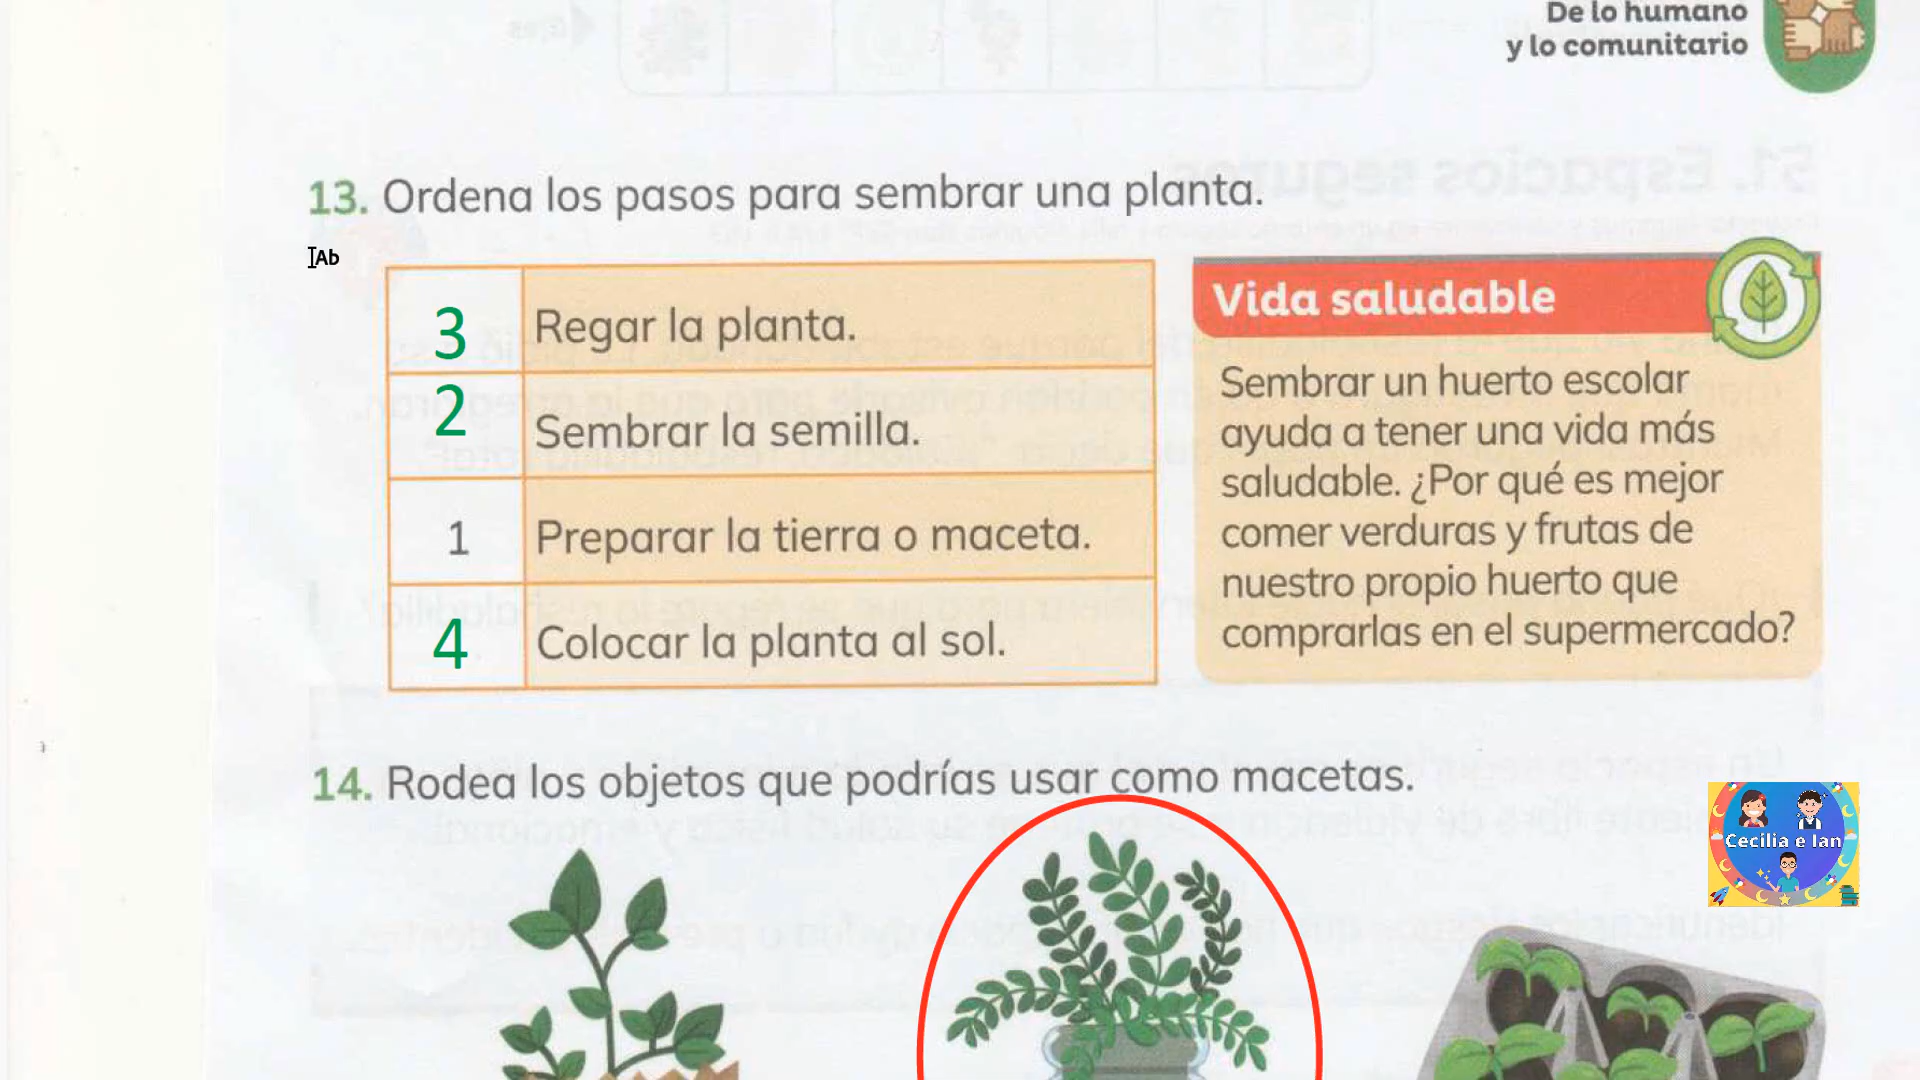 De lo humano
y lo comunitario
13. Ordena los pasos para sembrar una planta.
Ab
3 Regar la planta.
2 Sembrar la semilla.
1 Preparar la tierra o maceta.
4 Colocar la planta al sol.
Vida saludable
Sembrar un huerto escolar
ayuda a tener una vida más
saludable. ¿Por qué es mejor
comer verduras y frutas de
nuestro propio huerto que
comprarlas en el supermercado?
14. Rodea los objetos que podrías usar como macetas.
Cecilia e Ian
51. Espacios seguros